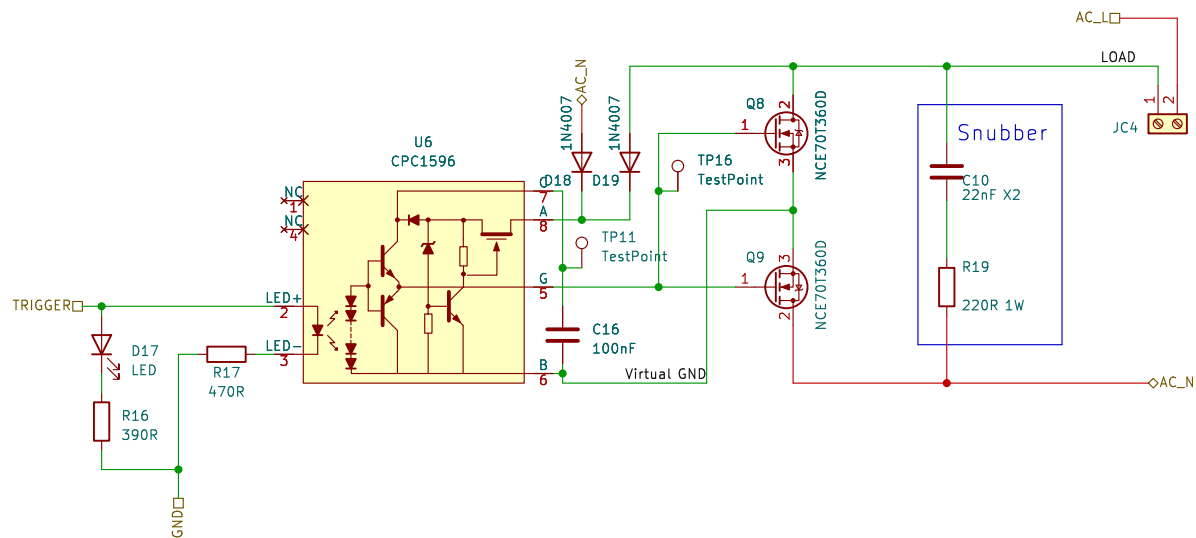 AC_L
LOAD
AC_N
1N4007
1N4007
Q8
NCE70T360D
2
1
3
1
2
JC4
Snubber
U6
CPC1596
TP16
TestPoint
NC
1
C
7
D18
D19
C10
22nF X2
NC
4
A
8
TP11
TestPoint
Q9
NCE70T360D
3
1
2
R19
220R 1W
G
5
TRIGGER
LED+
2
C16
100nF
D17
LED
LED-
3
B
6
Virtual GND
AC_N
R17
470R
R16
390R
GND